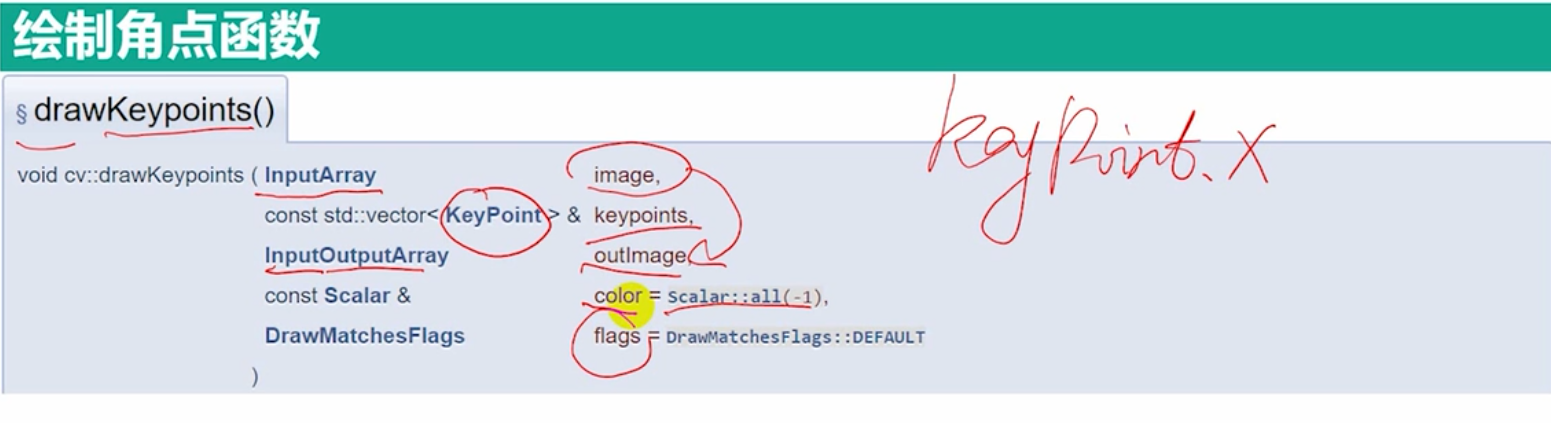 绘制角点函数
§ drawKeypoints()
keyPoint.x
void cv::drawKeypoints ( InputArray image,
const std::vector< KeyPoint > & keypoints,
InputOutputArray outImage,
const Scalar & color = Scalar::all(-1),
DrawMatchesFlags flags = DrawMatchesFlags::DEFAULT
)